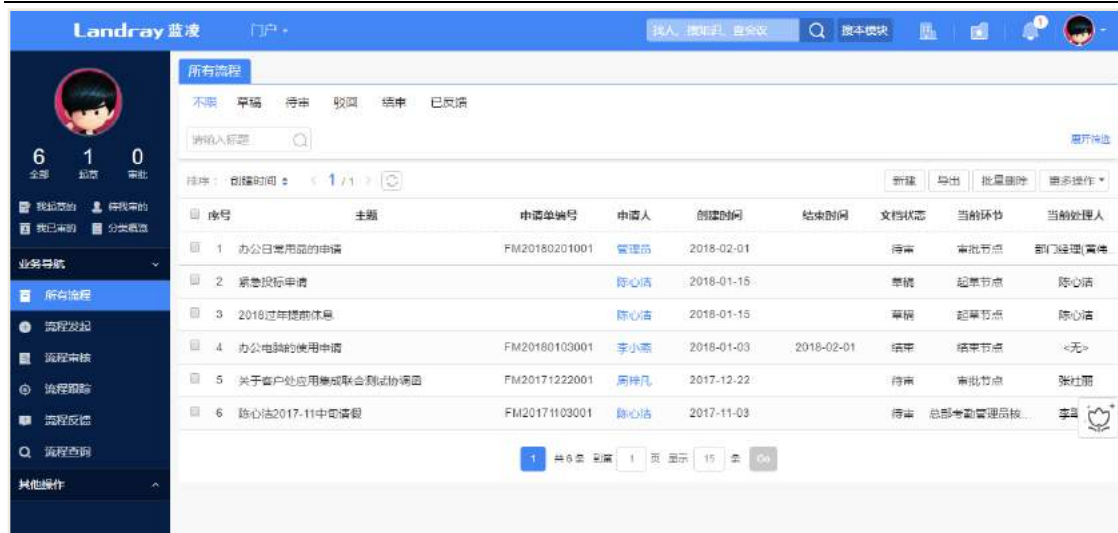 Landray 蓝凌 门户
找人、搜知识、查会议 搜本模块 1
所有流程
不限 草稿 待审 驳回 结束 已反馈
请输入标题 展开筛选
6 1 0
全部 起草 审批
我起草的 待我审的
我已审的 分类概览
业务导航
所有流程
流程发起
流程审核
流程跟踪
流程反馈
流程查询
其他操作
排序: 创建时间 1 / 1 新建 导出 批量删除 更多操作
序号 主题 申请单编号 申请人 创建时间 结束时间 文档状态 当前环节 当前处理人
1 办公日常用品的申请 FM20180201001 管理员 2018-02-01 待审 审批节点 部门经理(黄伟
2 紧急投标申请 陈心洁 2018-01-15 草稿 起草节点 陈心洁
3 2018过年提前休息 陈心洁 2018-01-15 草稿 起草节点 陈心洁
4 办公电脑的使用申请 FM20180103001 李小燕 2018-01-03 2018-02-01 结束 结束节点 <无>
5 关于客户处应用集成联合测试协调函 FM20171222001 2017-12-22 待审 审批节点
6 陈心洁2017-11中旬请假 FM20171103001 陈心洁 2017-11-03 待审 总部考勤管理员核...
1 共 6 条 到第 1 页 显示 15 条 Go